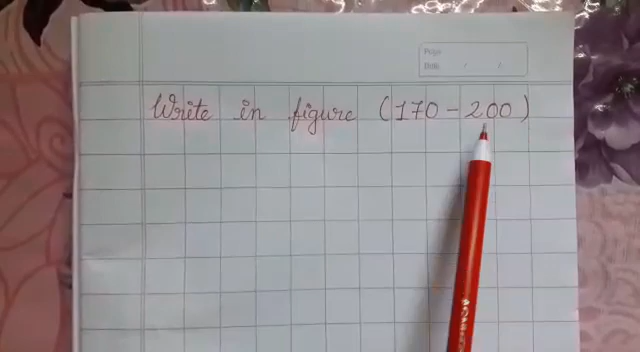 Page:
Date: / /
Write in figure (170 - 200)